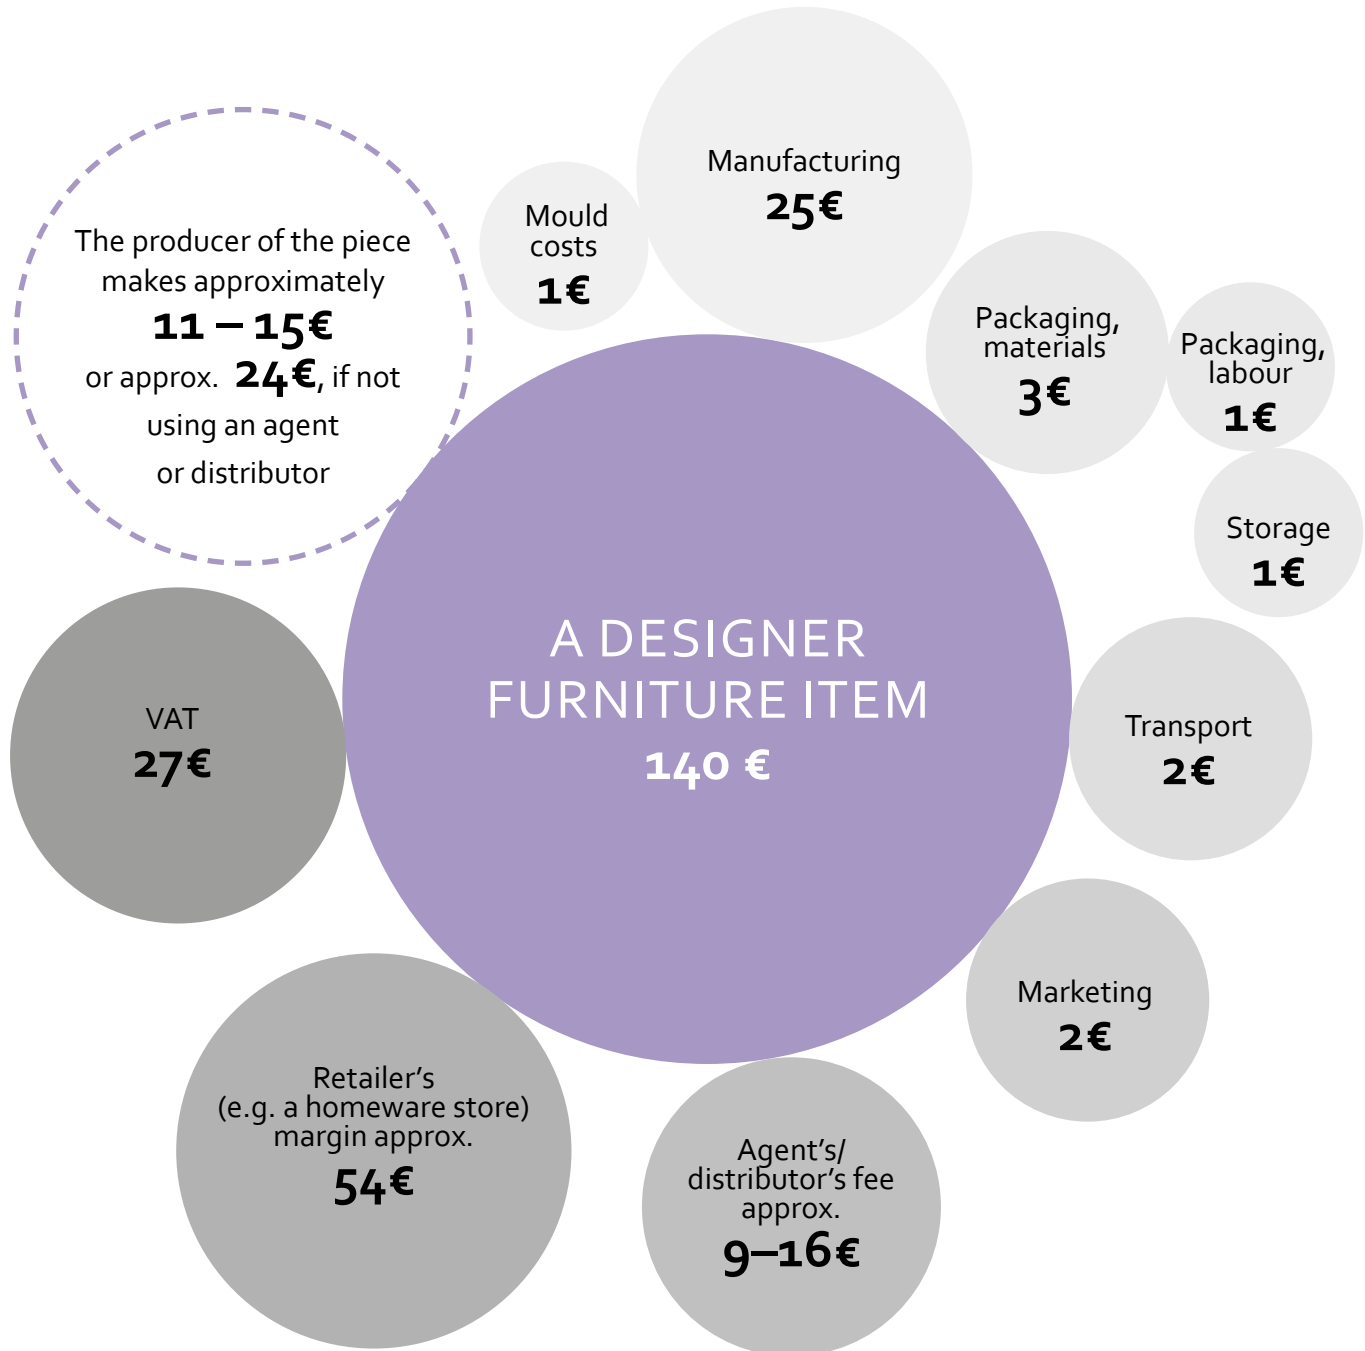 The producer of the piece
makes approximately
11 – 15€
or approx. 24€, if not
using an agent
or distributor
Mould
costs
1€
Manufacturing
25€
Packaging,
materials
3€
Packaging,
labour
1€
Storage
1€
A DESIGNER
FURNITURE ITEM
140 €
VAT
27€
Transport
2€
Marketing
2€
Retailer's
(e.g. a homeware store)
margin approx.
54€
Agent's/
distributor's fee
approx.
9–16€